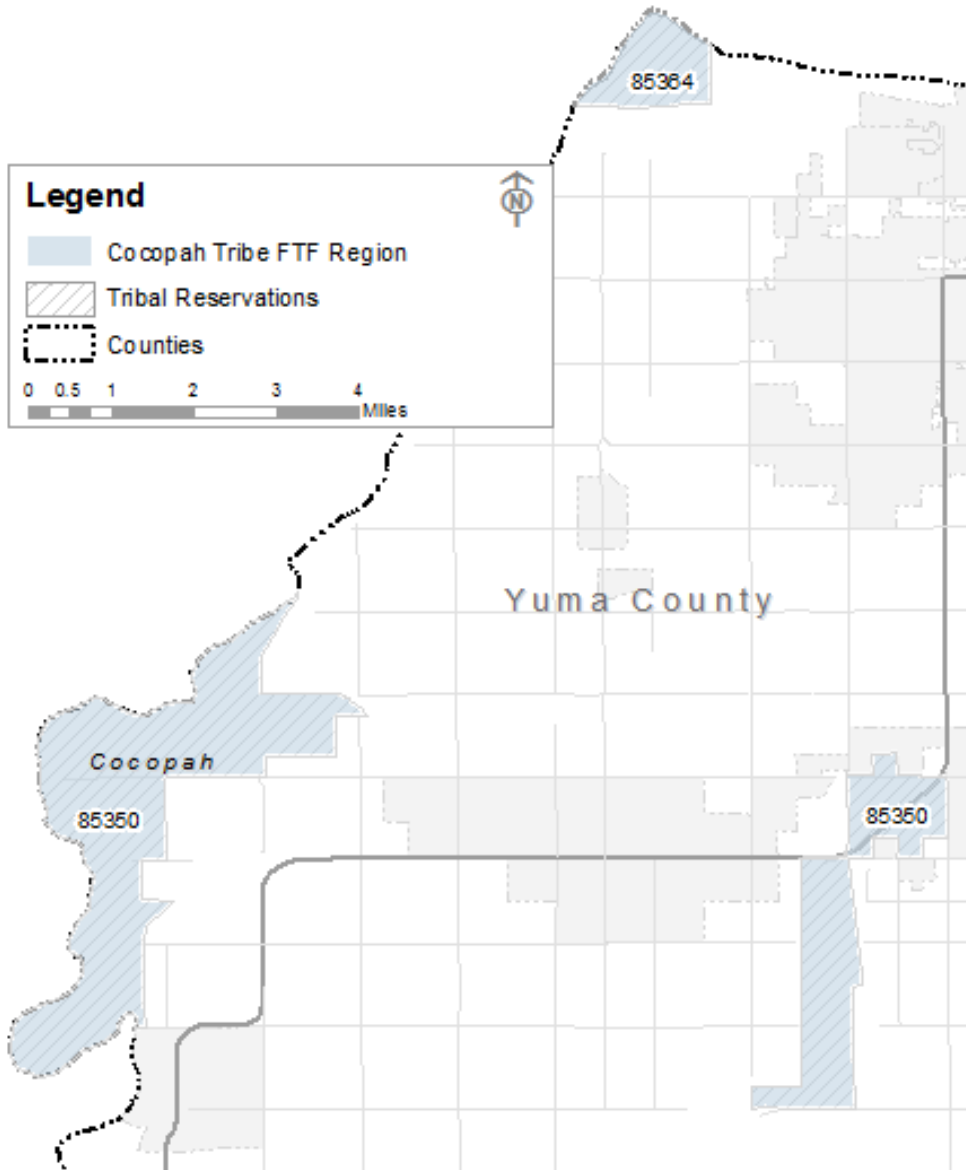 85364
Legend
N
Cocopah Tribe FTF Region
Tribal Reservations
Counties
0 0.5 1 2 3 4
Miles
Yuma County
Cocopah
85350
85350